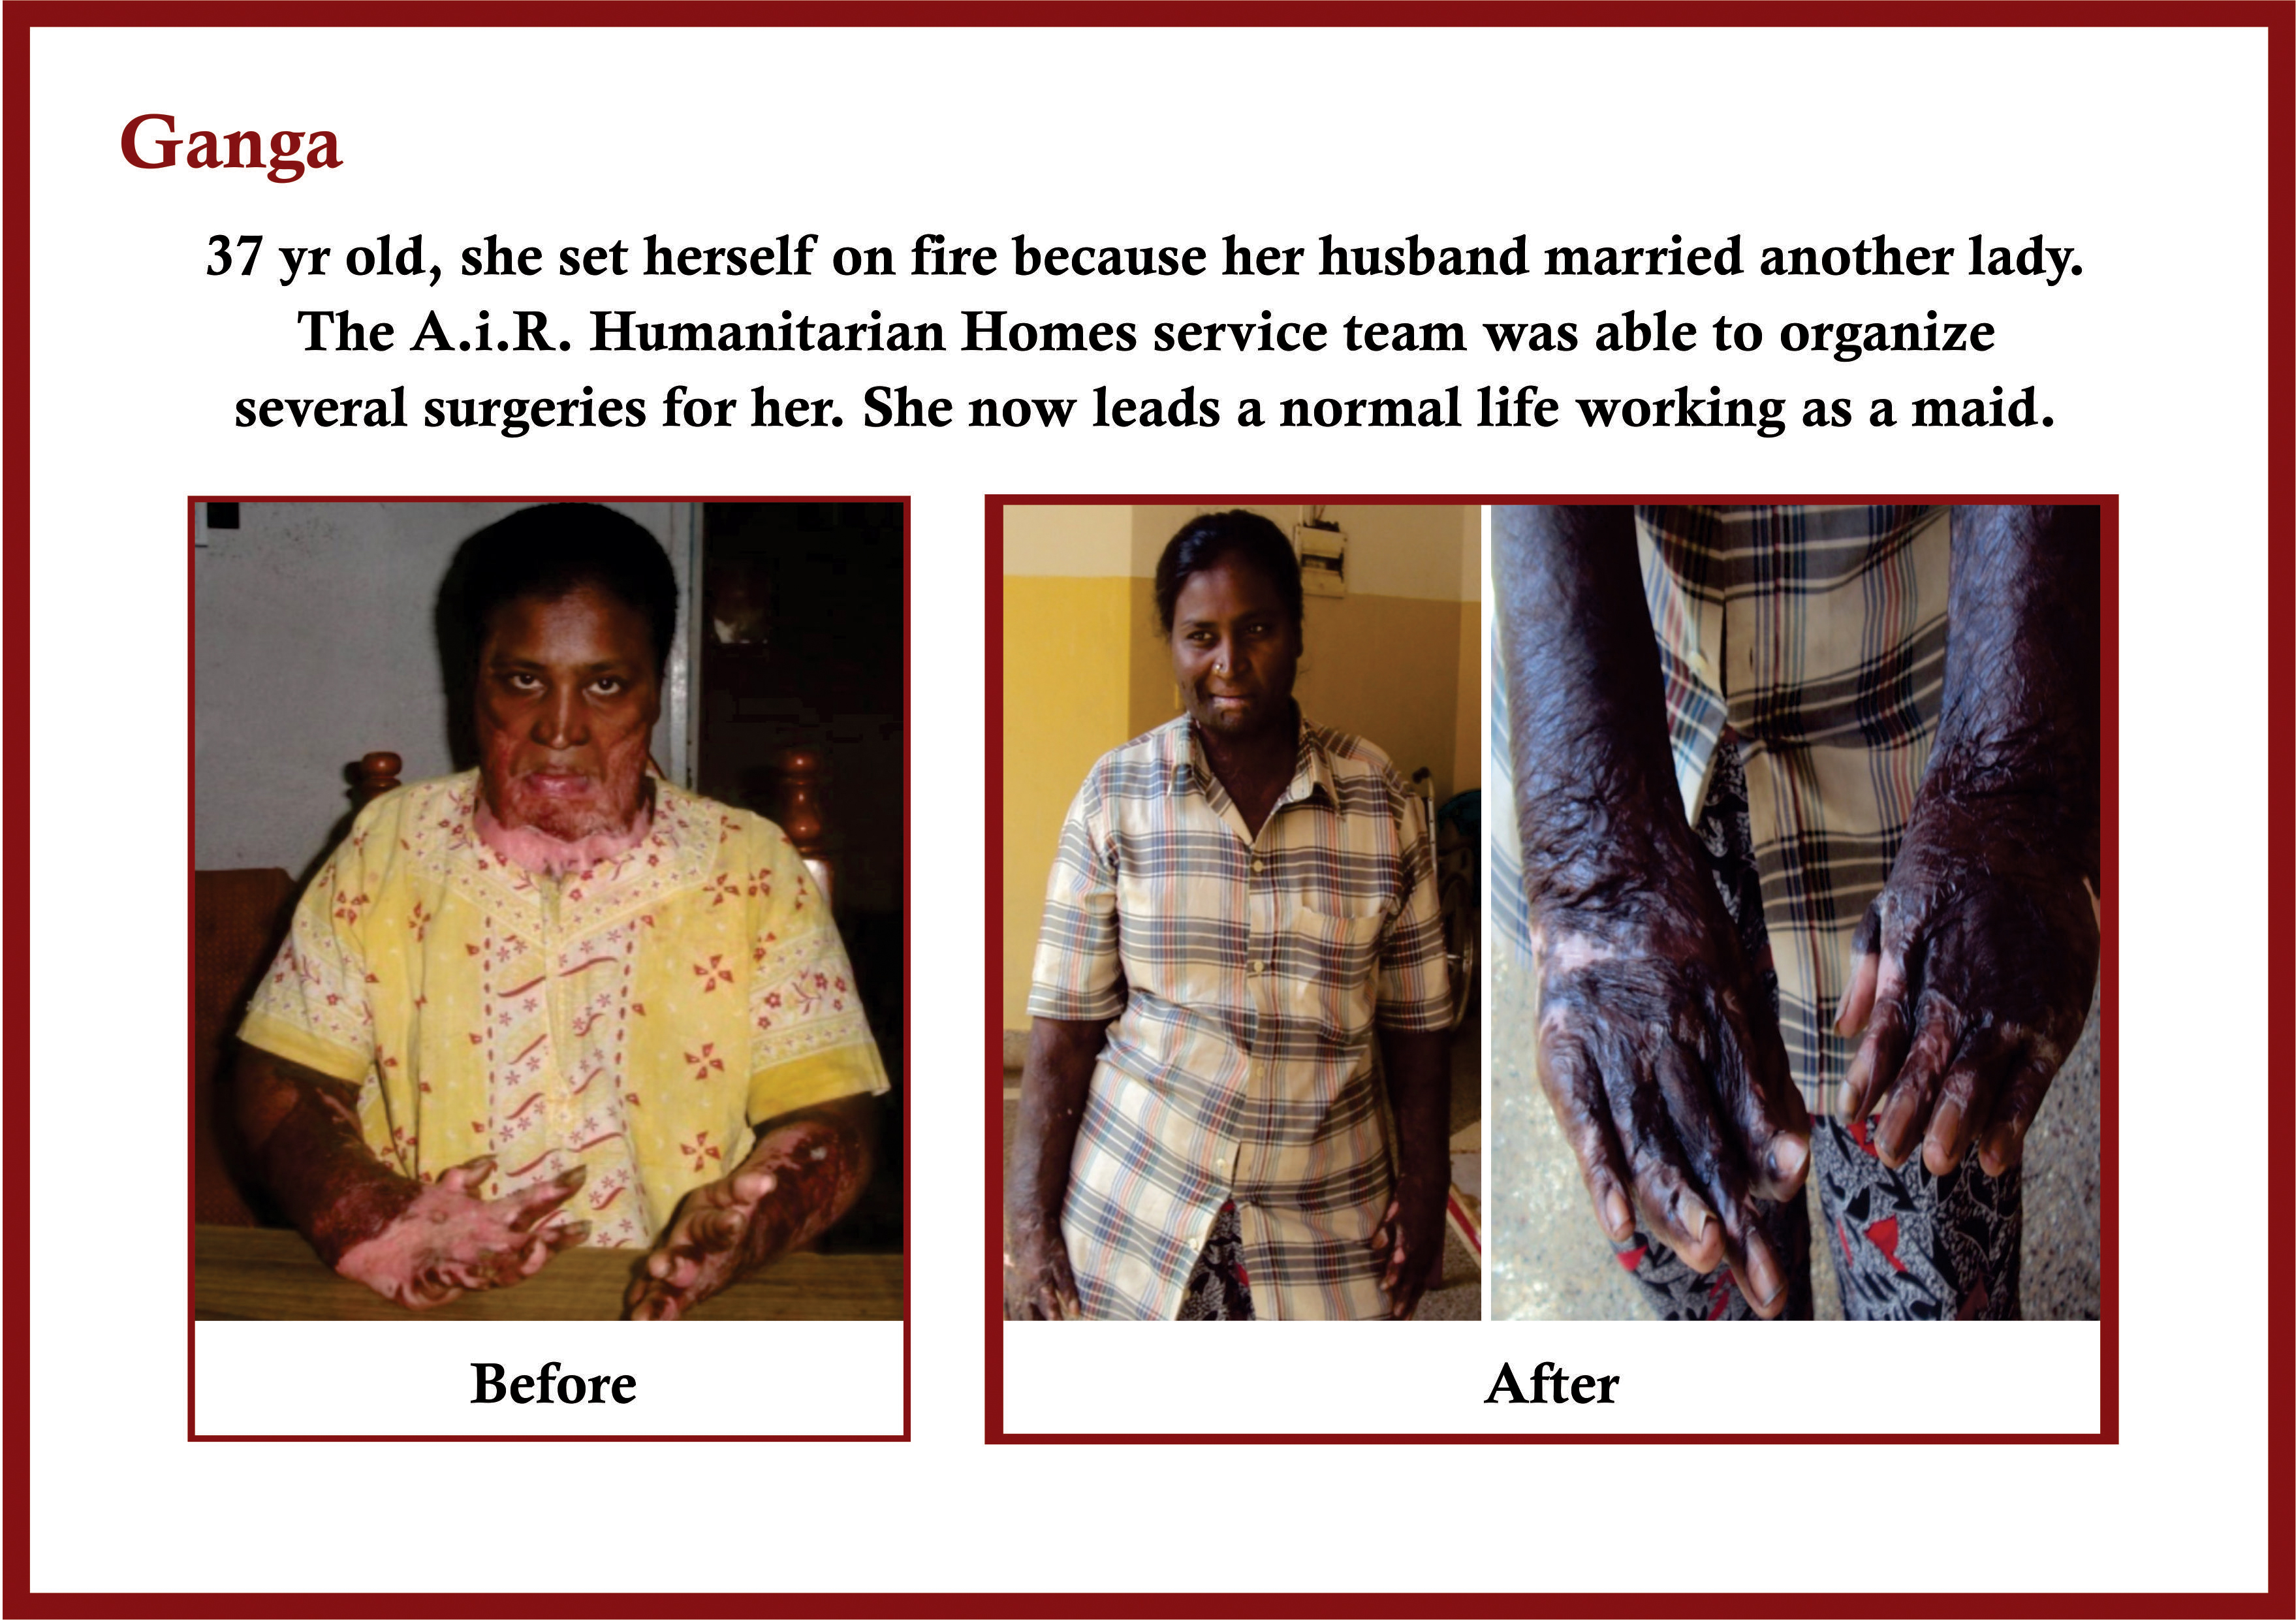 Ganga
37 yr old, she set herself on fire because her husband married another lady.
The A.i.R. Humanitarian Homes service team was able to organize
several surgeries for her. She now leads a normal life working as a maid.
Before
After